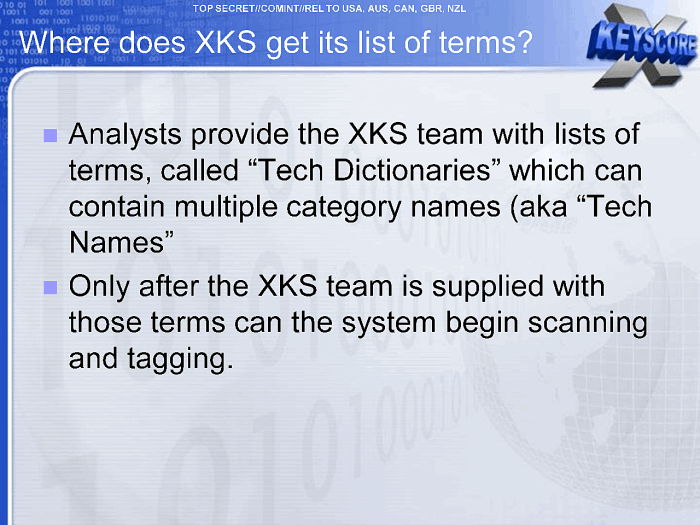 TOP SECRET//COMINT//REL TO USA, AUS, CAN, GBR, NZL
Where does XKS get its list of terms?
KEYSCORE
X
Analysts provide the XKS team with lists of
terms, called “Tech Dictionaries” which can
contain multiple category names (aka “Tech
Names”
Only after the XKS team is supplied with
those terms can the system begin scanning
and tagging.